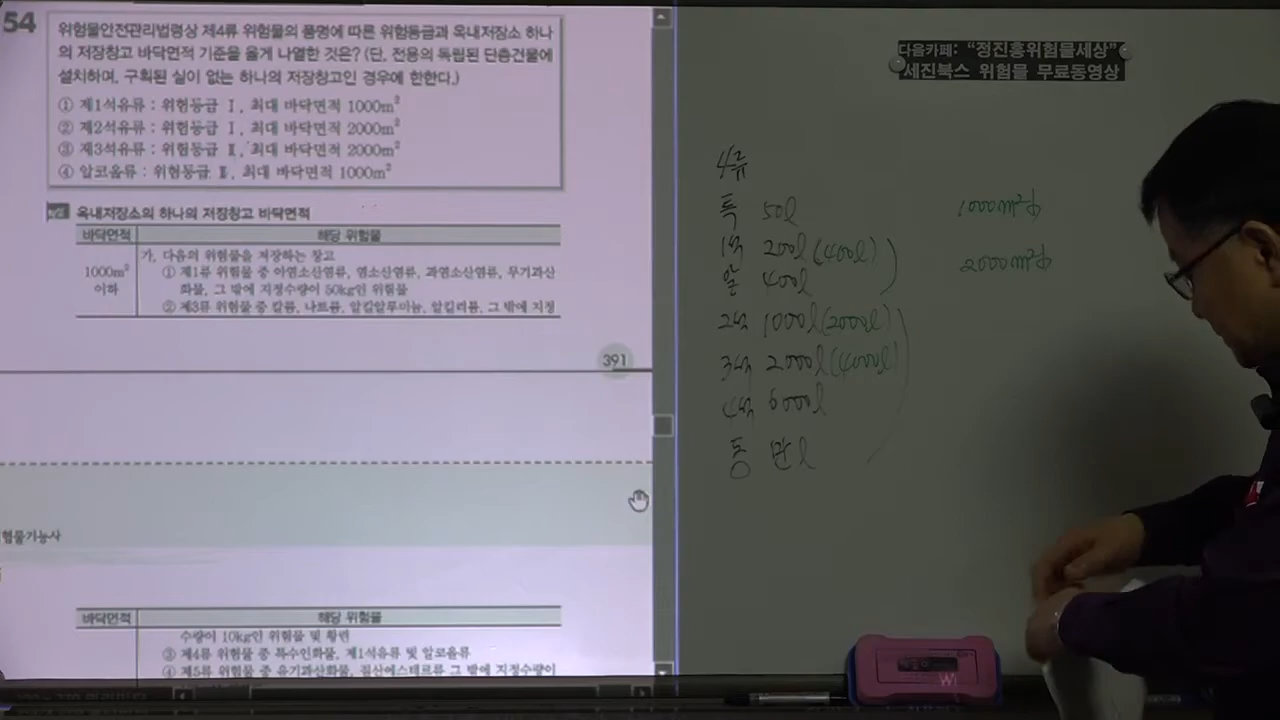 54
위험물안전관리법령상 제4류 위험물의 품명에 따른 위험등급과 옥내저장소 하나
의 저장창고 바닥면적 기준을 옳게 나열한 것은? (단, 전용의 독립된 단층건물에
설치하며, 구획된 실이 없는 하나의 저장창고인 경우에 한한다.)
① 제1석유류 : 위험등급 Ⅰ, 최대 바닥면적 1000m²
② 제2석유류 : 위험등급 Ⅰ, 최대 바닥면적 2000m²
③ 제3석유류 : 위험등급 Ⅱ, 최대 바닥면적 2000m²
④ 알코올류 : 위험등급 Ⅱ, 최대 바닥면적 1000m²
옥내저장소의 하나의 저장창고 바닥면적
바닥면적 해당 위험물
가. 다음의 위험물을 저장하는 창고
1000m² 이하
① 제1류 위험물 중 아염소산염류, 염소산염류, 과염소산염류, 무기과산
화물, 그 밖에 지정수량이 50kg인 위험물
② 제3류 위험물 중 칼륨, 나트륨, 알킬알루미늄, 알킬리튬, 그 밖에 지정
391
험물기능사
바닥면적 해당 위험물
수량이 10kg인 위험물 및 황린
③ 제4류 위험물 중 특수인화물, 제1석유류 및 알코올류
④ 제5류 위험물 중 유기과산화물, 질산에스테르류 그 밖에 지정수량이
다음카페: “정진홍위험물세상”
세진북스 위험물 무료동영상
4류
특 50l
1석 200l (400l)
알 400l
2석 1000l (2000l)
3석 2000l (4000l)
4석 6000l
동 만l
1000m²
2000m²